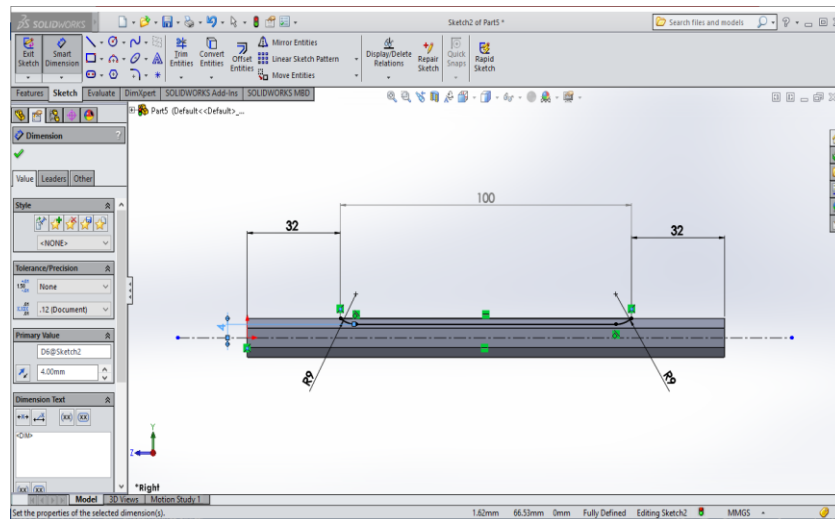 SOLIDWORKS
Sketch2 of Part5 *
Search files and models
Exit Sketch
Smart Dimension
Trim Entities
Convert Entities
Offset Entities
Mirror Entities
Linear Sketch Pattern
Move Entities
Display/Delete Relations
Repair Sketch
Quick Snaps
Rapid Sketch
Features Sketch Evaluate DimXpert SOLIDWORKS Add-Ins SOLIDWORKS MBD
Part5 (Default<<Default>_...
Dimension ?
Value Leaders Other
Style
<NONE>
Tolerance/Precision
None
.12 (Document)
Primary Value
D6@Sketch2
4.00mm
Dimension Text
<DIM>
100
32
32
4
R9
R9
Y
Z
*Right
Model 3D Views Motion Study 1
Set the properties of the selected dimension(s). 1.62mm 66.53mm 0mm Fully Defined Editing Sketch2 MMGS